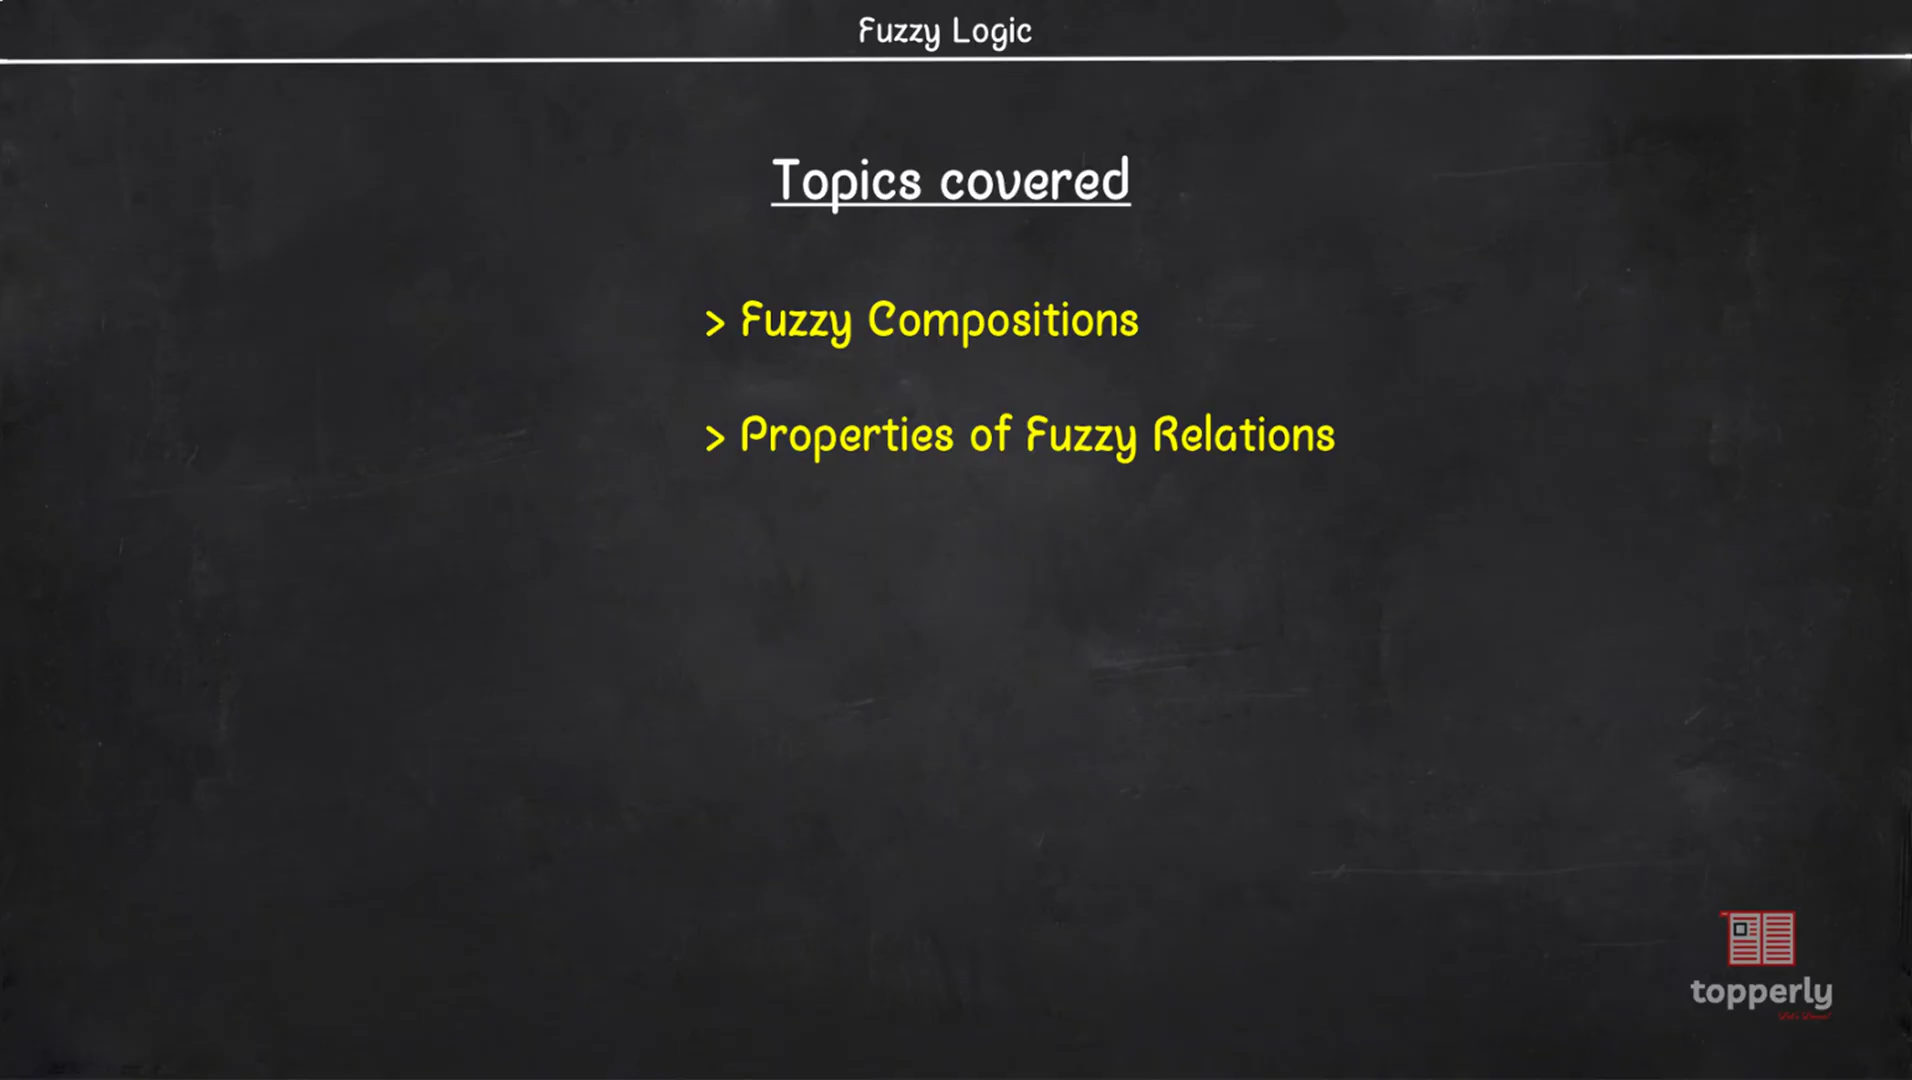 Fuzzy Logic
Topics covered
> Fuzzy Compositions
> Properties of Fuzzy Relations
topperly